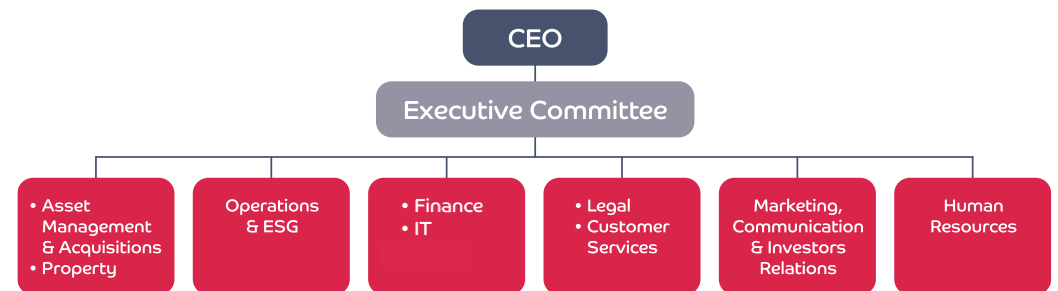 CEO
Executive Committee
• Asset
Management
& Acquisitions
• Property
Operations
& ESG
• Finance
• IT
• Legal
• Customer
Services
Marketing,
Communication
& Investors
Relations
Human
Resources